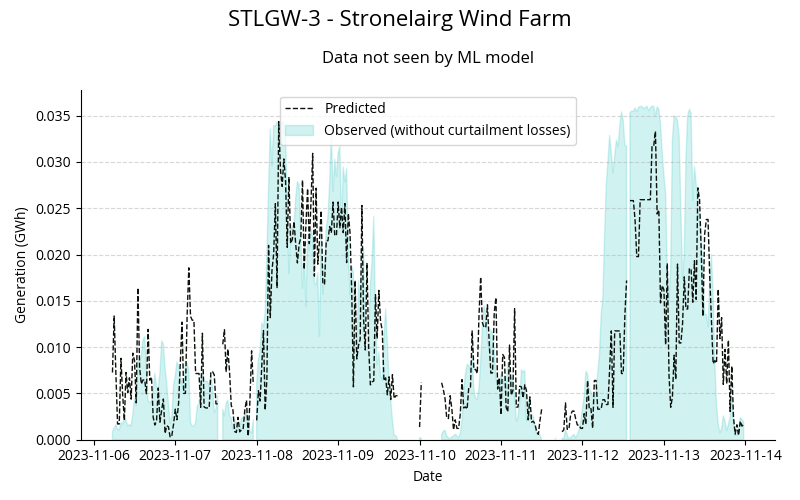 STLGW-3 - Stronelairg Wind Farm
Data not seen by ML model
Predicted
Observed (without curtailment losses)
Generation (GWh)
0.035
0.030
0.025
0.020
0.015
0.010
0.005
0.000
2023-11-06 2023-11-07 2023-11-08 2023-11-09 2023-11-10 2023-11-11 2023-11-12 2023-11-13 2023-11-14
Date